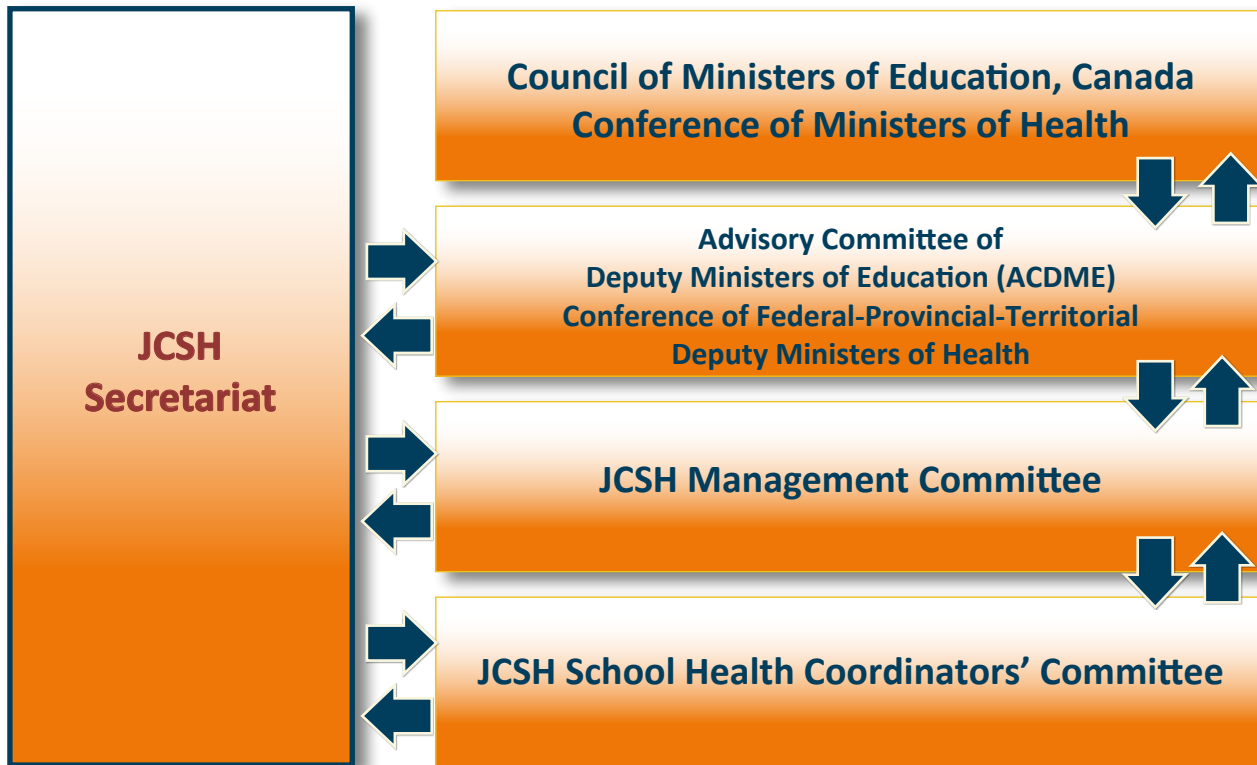 JCSH
Secretariat
Council of Ministers of Education, Canada
Conference of Ministers of Health
Advisory Committee of
Deputy Ministers of Education (ACDME)
Conference of Federal-Provincial-Territorial
Deputy Ministers of Health
JCSH Management Committee
JCSH School Health Coordinators’ Committee